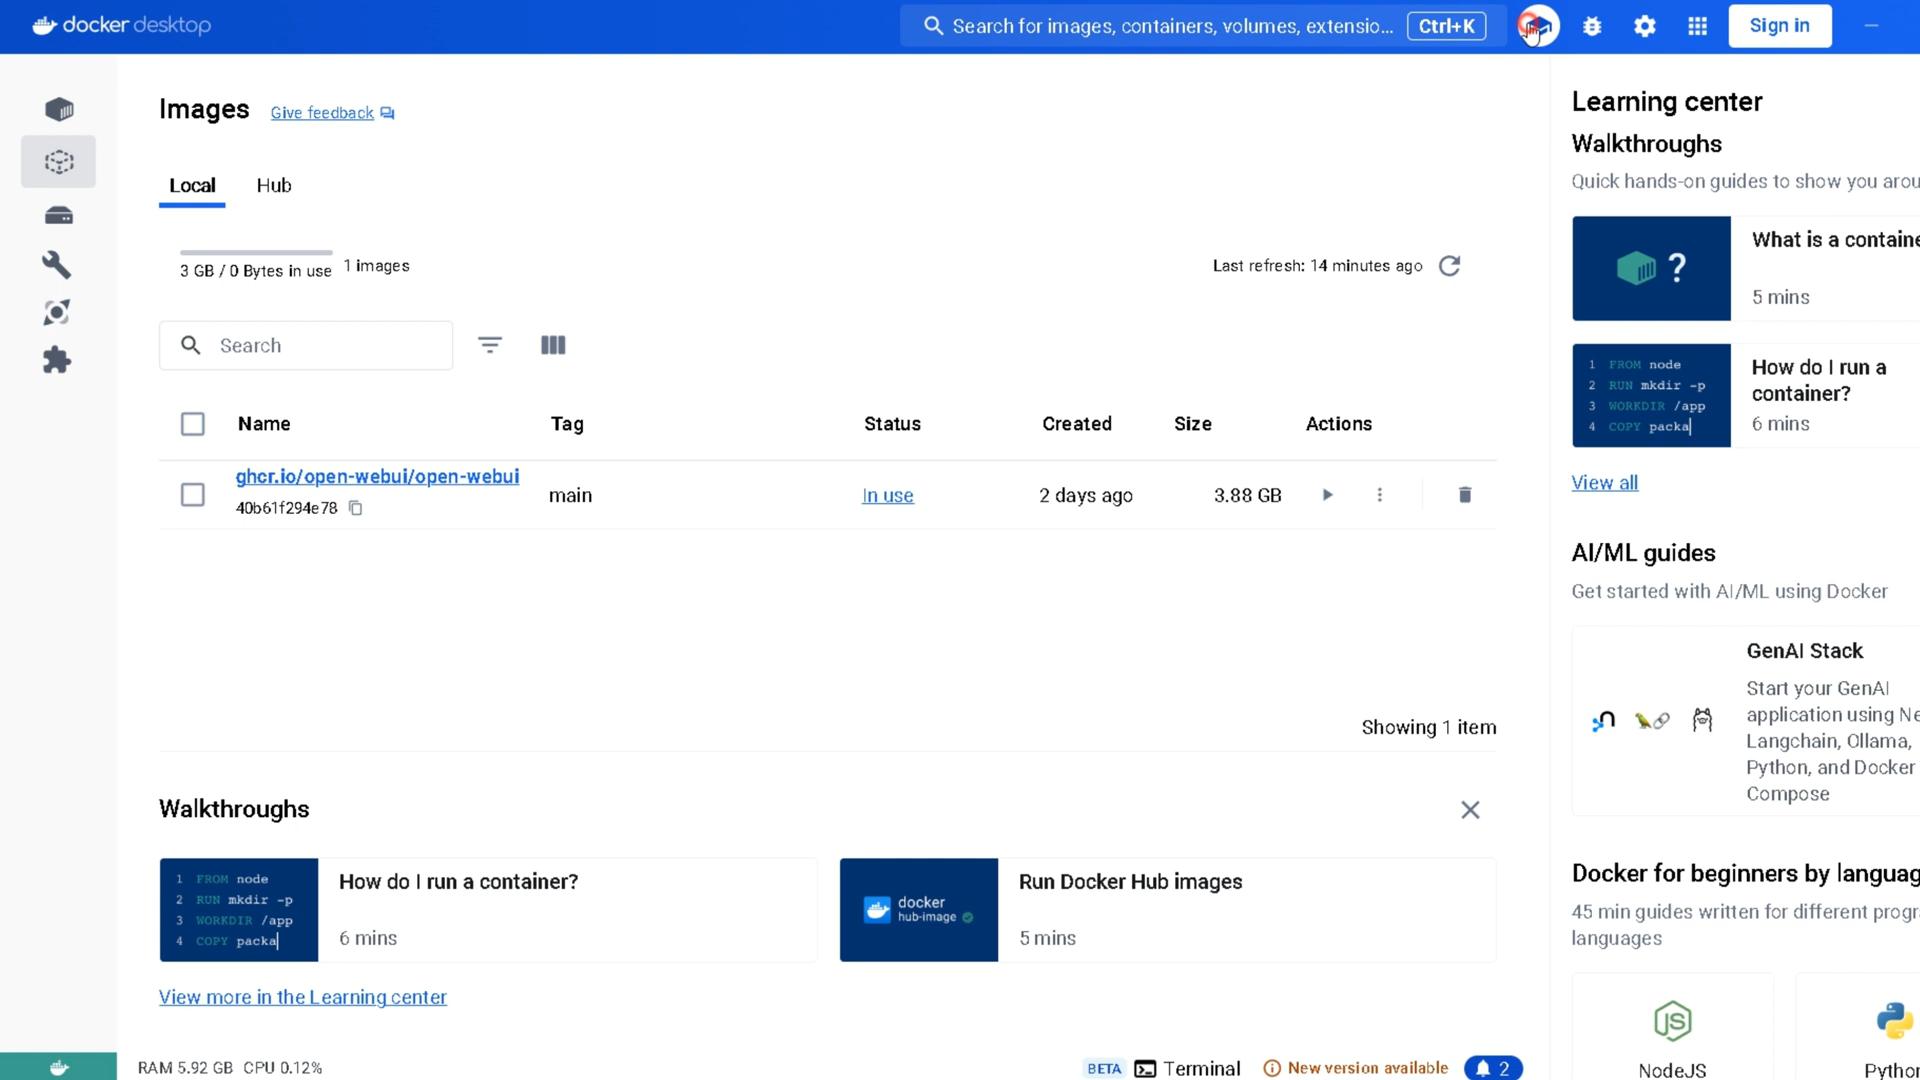 docker desktop
Search for images, containers, volumes, extensio...
Ctrl+K
Sign in
Images
Give feedback
Local
Hub
3 GB / 0 Bytes in use
1 images
Last refresh: 14 minutes ago
Search
Name
Tag
Status
Created
Size
Actions
ghcr.io/open-webui/open-webui
40b61f294e78
main
In use
2 days ago
3.88 GB
Showing 1 item
Walkthroughs
1 FROM node
2 RUN mkdir -p
3 WORKDIR /app
4 COPY packa
How do I run a container?
6 mins
docker
hub-image
Run Docker Hub images
5 mins
View more in the Learning center
Learning center
Walkthroughs
Quick hands-on guides to show you arou
?
What is a containe
5 mins
1 FROM node
2 RUN mkdir -p
3 WORKDIR /app
4 COPY packa
How do I run a
container?
6 mins
View all
AI/ML guides
Get started with AI/ML using Docker
GenAI Stack
Start your GenAI
application using Ne
Langchain, Ollama,
Python, and Docker
Compose
Docker for beginners by languag
45 min guides written for different progr
languages
JS
NodeJS
Python
RAM 5.92 GB CPU 0.12%
BETA
Terminal
New version available
2